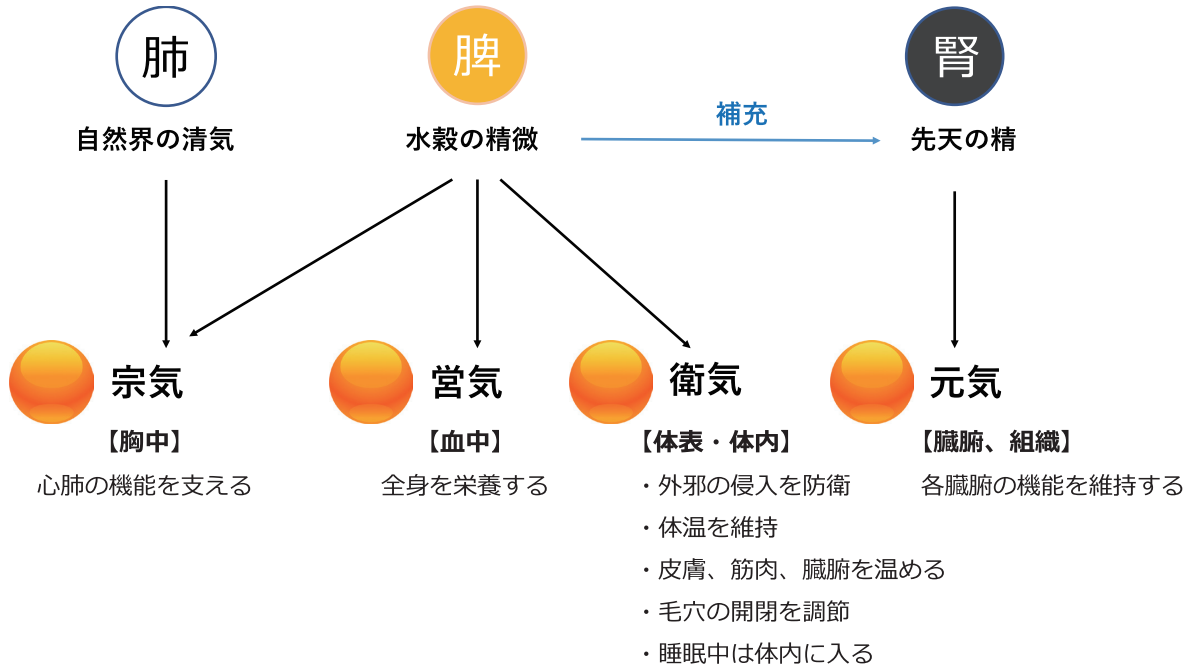 肺
脾
腎
補充
自然界の清気
水穀の精微
先天の精
宗気
営気
衛気
元気
【胸中】
【血中】
【体表・体内】
【臓腑、組織】
心肺の機能を支える
全身を栄養する
・外邪の侵入を防衛
各臓腑の機能を維持する
・体温を維持
・皮膚、筋肉、臓腑を温める
・毛穴の開閉を調節
・睡眠中は体内に入る